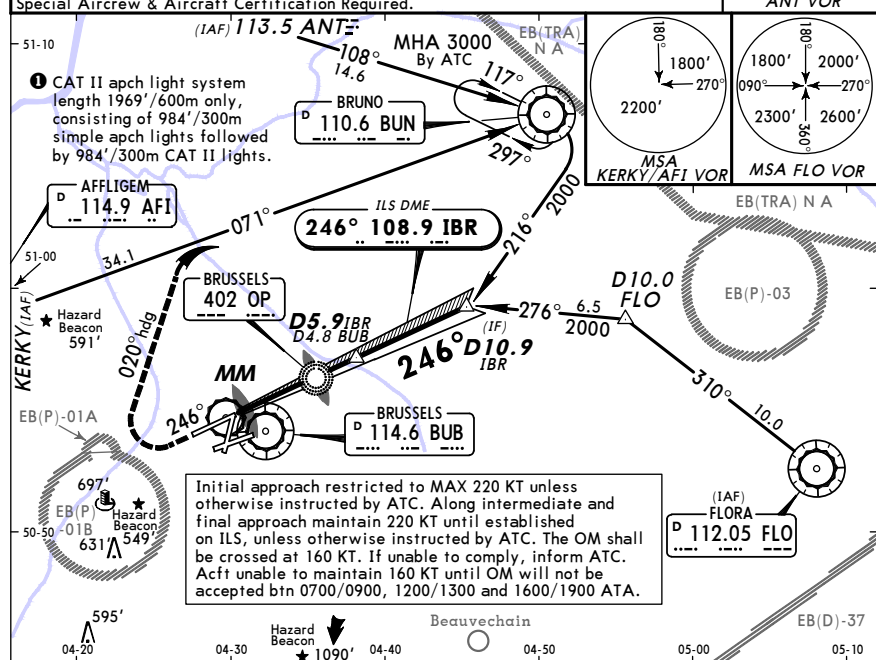 Special Aircrew & Aircraft Certification Required.
ANT VOR
(IAF) 113.5 ANT
51-10
108°
14.6
MHA 3000
By ATC
117°
EB(TRA)
N A
❶ CAT II apch light system
length 1969'/600m only,
consisting of 984'/300m
simple apch lights followed
by 984'/300m CAT II lights.
BRUNO
D 110.6 BUN
297°
180°
1800'
270°
2200'
MSA
KERKY/AFI VOR
180°
1800' 2000'
090° 270°
2300' 2600'
360°
MSA FLO VOR
AFFLIGEM
D 114.9 AFI
071°
34.1
51-00
ILS DME
246° 108.9 IBR
216°
2000
EB(TRA) N A
EB(P)-03
BRUSSELS
402 OP
D10.0
FLO
276°
6.5
2000
KERKY(IAF)
Hazard
Beacon
591'
020° hdg
D5.9 IBR
D4.8 BUB
(IF)
246° D10.9
IBR
MM
310°
10.0
246°
BRUSSELS
D 114.6 BUB
EB(P)-01A
697'
EB(P)
-01B
Hazard
Beacon
549'
631'
50-50
Initial approach restricted to MAX 220 KT unless
otherwise instructed by ATC. Along intermediate and
final approach maintain 220 KT until established
on ILS, unless otherwise instructed by ATC. The OM shall
be crossed at 160 KT. If unable to comply, inform ATC.
Acft unable to maintain 160 KT until OM will not be
accepted btn 0700/0900, 1200/1300 and 1600/1900 ATA.
(IAF)
FLORA
D 112.05 FLO
595'
Hazard
Beacon
1090'
Beauvechain
EB(D)-37
04-20 04-30 04-40 04-50 05-00 05-10